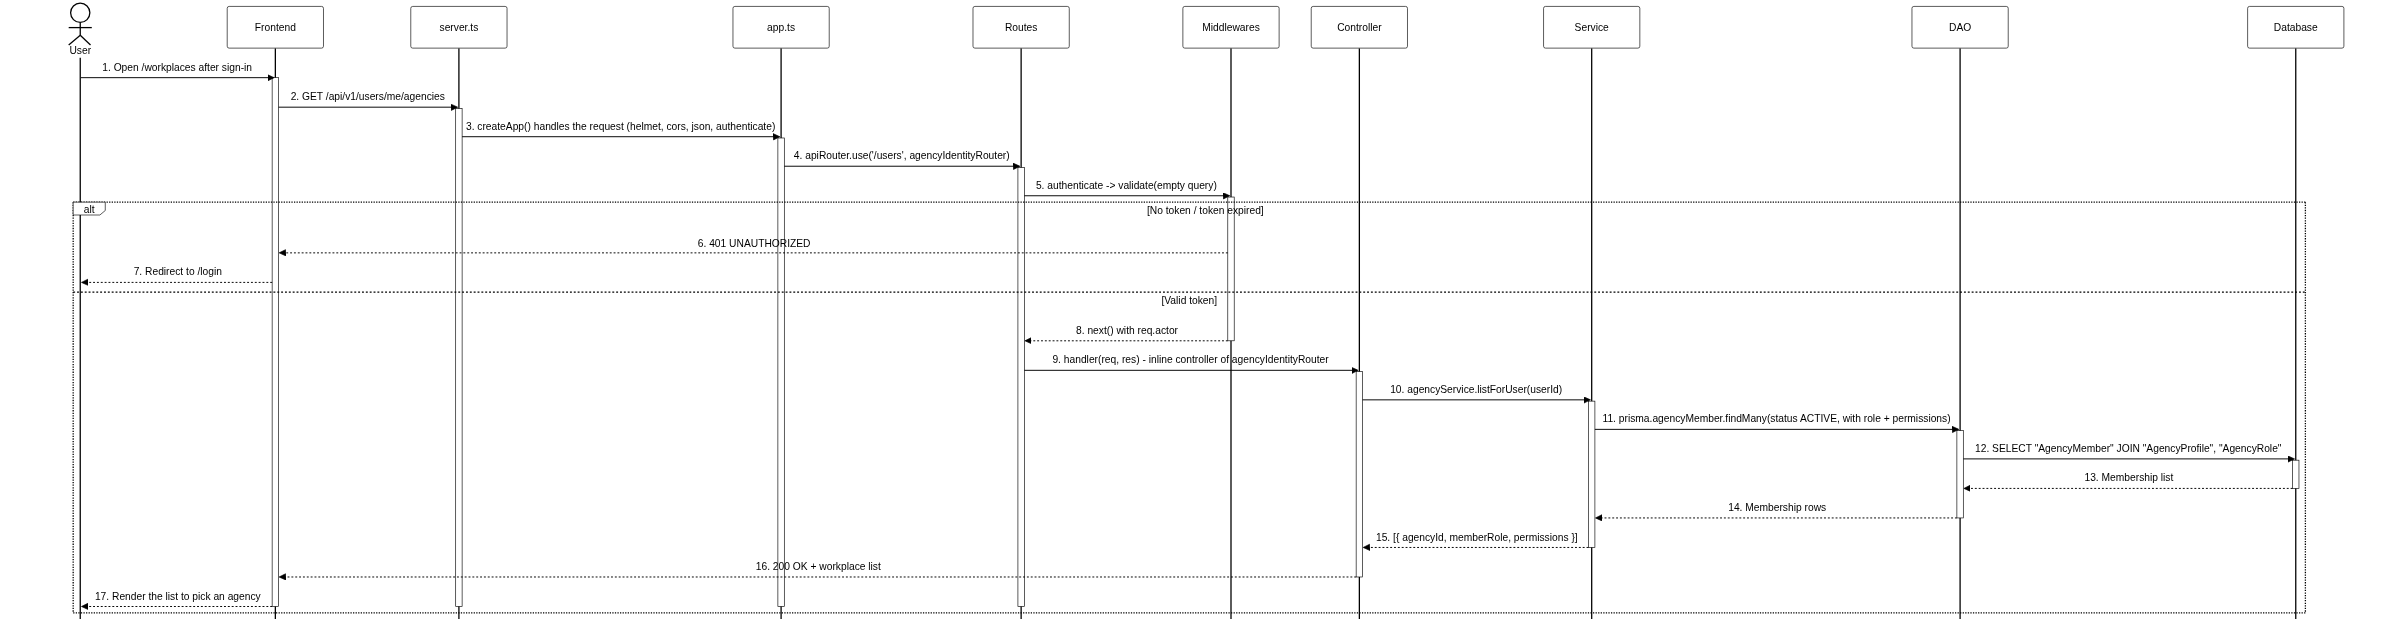 User
Frontend
server.ts
app.ts
Routes
Middlewares
Controller
Service
DAO
Database
1. Open /workplaces after sign-in
2. GET /api/v1/users/me/agencies
3. createApp() handles the request (helmet, cors, json, authenticate)
4. apiRouter.use('/users', agencyIdentityRouter)
5. authenticate -> validate(empty query)
alt
[No token / token expired]
6. 401 UNAUTHORIZED
7. Redirect to /login
[Valid token]
8. next() with req.actor
9. handler(req, res) - inline controller of agencyIdentityRouter
10. agencyService.listForUser(userId)
11. prisma.agencyMember.findMany(status ACTIVE, with role + permissions)
12. SELECT "AgencyMember" JOIN "AgencyProfile", "AgencyRole"
13. Membership list
14. Membership rows
15. [{ agencyId, memberRole, permissions }]
16. 200 OK + workplace list
17. Render the list to pick an agency